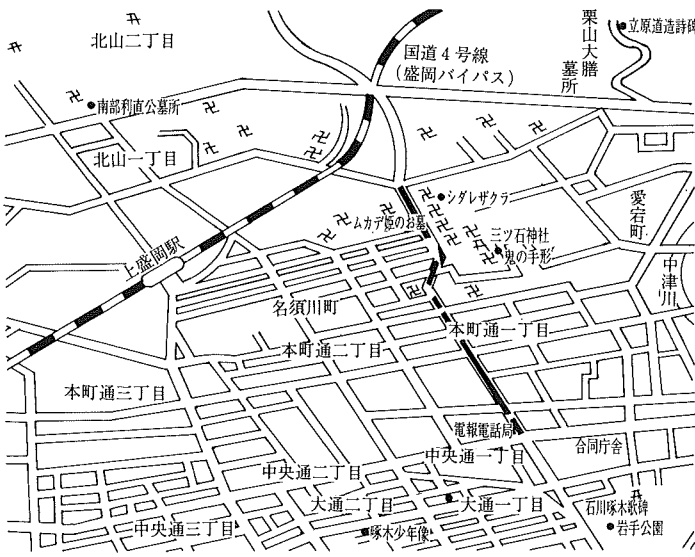 北山二丁目
国道4号線
(盛岡バイパス)
栗山大膳
墓所
立原道造詩碑
南部利直公墓所
北山一丁目
シダレザクラ
ムカデ姫のお墓
三ツ石神社
鬼の手形
愛宕町
中津川
上盛岡駅
名須川町
本町通一丁目
本町通二丁目
本町通三丁目
電報電話局
合同庁舎
中央通一丁目
中央通二丁目
大通二丁目
大通一丁目
石川啄木歌碑
中央通三丁目
啄木少年像
岩手公園